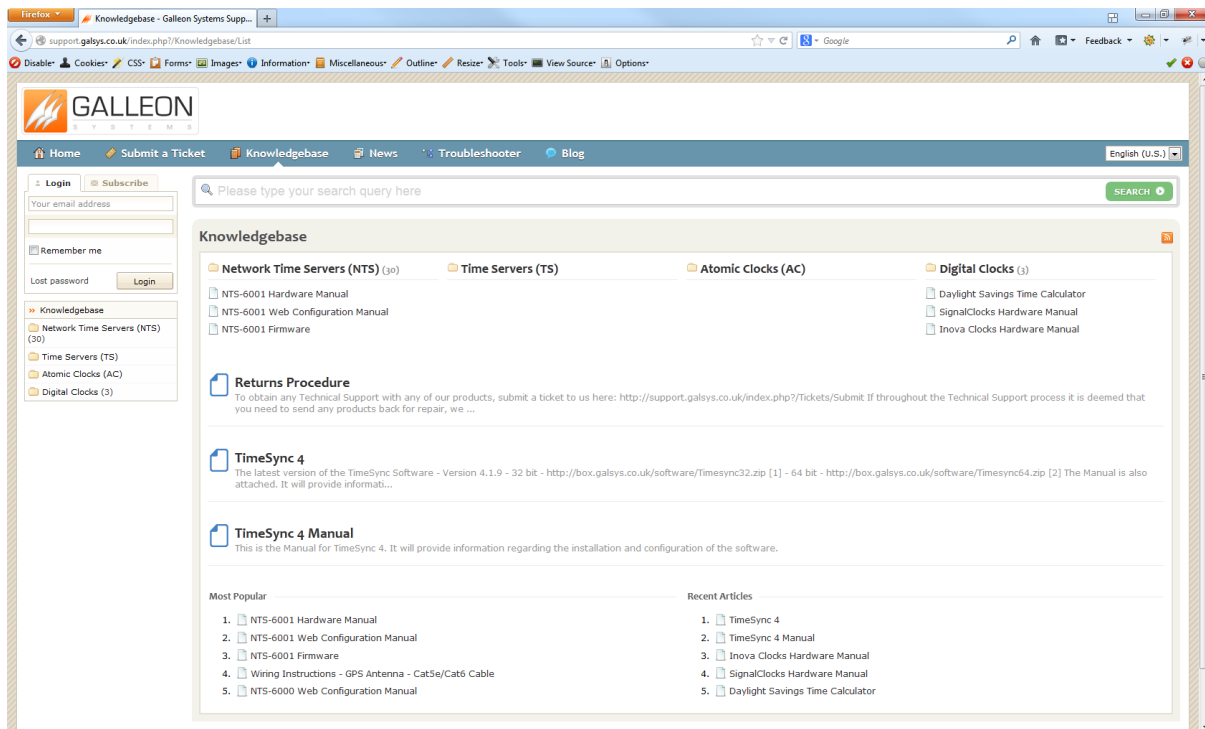 Firefox
Knowledgebase - Galleon Systems Supp...
support.galsys.co.uk/index.php?/Knowledgebase/List
Google
Feedback
Disable Cookies CSS Forms Images Information Miscellaneous Outline Resize Tools View Source Options
GALLEON
SYSTEMS
Home Submit a Ticket Knowledgebase News Troubleshooter Blog
English (U.S.)
Login Subscribe
Your email address
Remember me
Lost password Login
» Knowledgebase
Network Time Servers (NTS)
(30)
Time Servers (TS)
Atomic Clocks (AC)
Digital Clocks (3)
Please type your search query here
SEARCH
Knowledgebase
Network Time Servers (NTS) (30) Time Servers (TS) Atomic Clocks (AC) Digital Clocks (3)
NTS-6001 Hardware Manual Daylight Savings Time Calculator
NTS-6001 Web Configuration Manual SignalClocks Hardware Manual
NTS-6001 Firmware Inova Clocks Hardware Manual
Returns Procedure
To obtain any Technical Support with any of our products, submit a ticket to us here: http://support.galsys.co.uk/index.php?/Tickets/Submit If throughout the Technical Support process it is deemed that
you need to send any products back for repair, we ...
TimeSync 4
The latest version of the TimeSync Software - Version 4.1.9 - 32 bit - http://box.galsys.co.uk/software/Timesync32.zip [1] - 64 bit - http://box.galsys.co.uk/software/Timesync64.zip [2] The Manual is also
attached. It will provide informati...
TimeSync 4 Manual
This is the Manual for TimeSync 4. It will provide information regarding the installation and configuration of the software.
Most Popular
1. NTS-6001 Hardware Manual
2. NTS-6001 Web Configuration Manual
3. NTS-6001 Firmware
4. Wiring Instructions - GPS Antenna - Cat5e/Cat6 Cable
5. NTS-6000 Web Configuration Manual
Recent Articles
1. TimeSync 4
2. TimeSync 4 Manual
3. Inova Clocks Hardware Manual
4. SignalClocks Hardware Manual
5. Daylight Savings Time Calculator